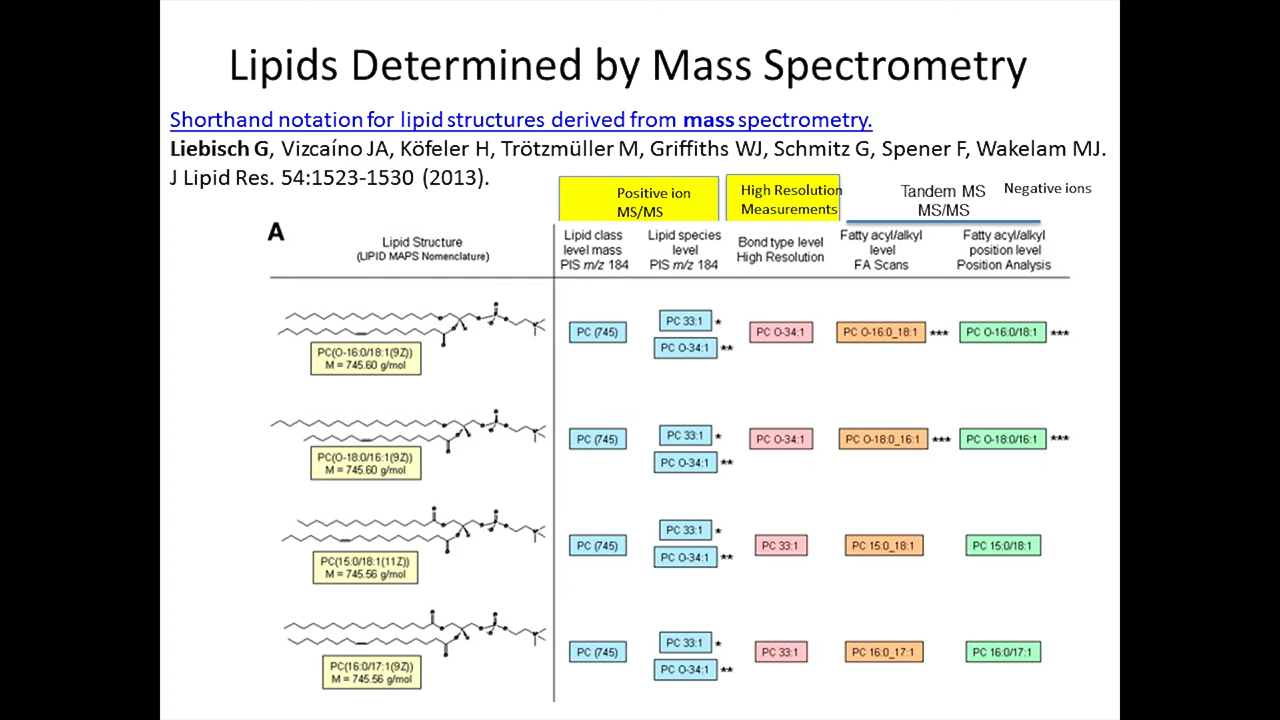 Lipids Determined by Mass Spectrometry
Shorthand notation for lipid structures derived from mass spectrometry.
Liebisch G, Vizcaíno JA, Köfeler H, Trötzmüller M, Griffiths WJ, Schmitz G, Spener F, Wakelam MJ.
J Lipid Res. 54:1523-1530 (2013).
Positive ion
MS/MS
High Resolution
Measurements
Tandem MS
MS/MS
Negative ions
A
Lipid Structure
(LIPID MAPS Nomenclature)
Lipid class
level mass
PIS m/z 184
Lipid species
level
PIS m/z 184
Bond type level
High Resolution
Fatty acyl/alkyl
level
FA Scans
Fatty acyl/alkyl
position level
Position Analysis
PC(O-16:0/18:1(9Z))
M = 745.60 g/mol
PC (745)
PC 33:1 *
PC O-34:1 **
PC O-34:1
PC O-16:0_18:1 ***
PC O-16:0/18:1 ***
PC(O-18:0/16:1(9Z))
M = 745.60 g/mol
PC (745)
PC 33:1 *
PC O-34:1 **
PC O-34:1
PC O-18:0_16:1 ***
PC O-18:0/16:1 ***
PC(15:0/18:1(11Z))
M = 745.56 g/mol
PC (745)
PC 33:1 *
PC O-34:1 **
PC 33:1
PC 15:0_18:1
PC 15:0/18:1
PC(16:0/17:1(9Z))
M = 745.56 g/mol
PC (745)
PC 33:1 *
PC O-34:1 **
PC 33:1
PC 16:0_17:1
PC 16:0/17:1